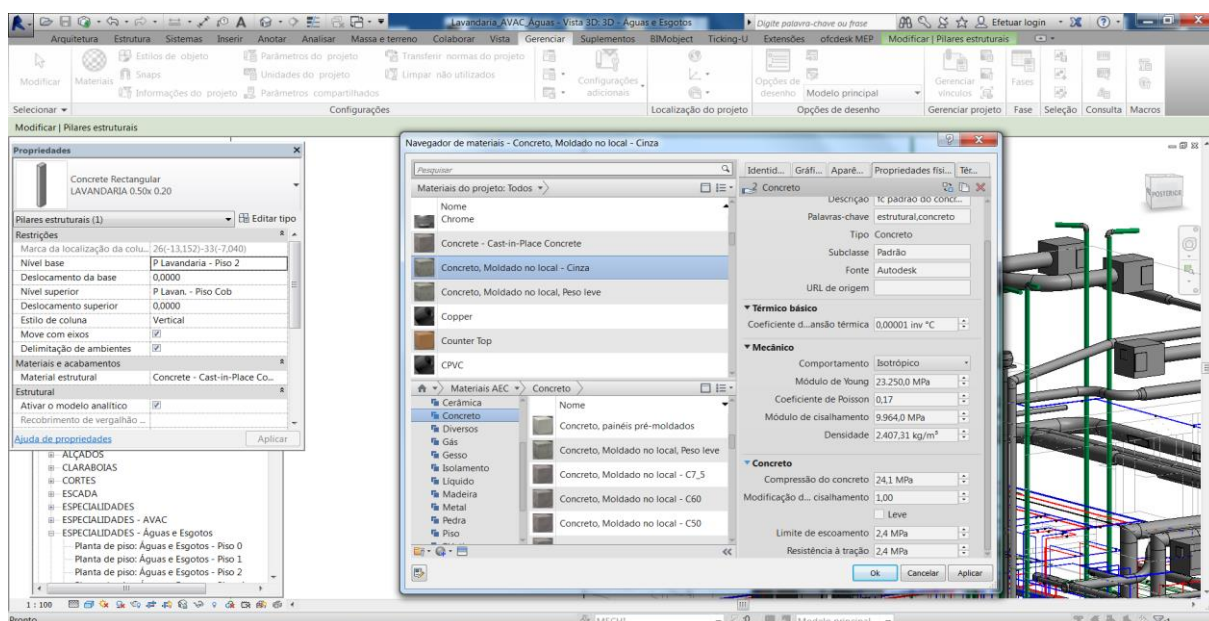 Lavandaria_AVAC_Águas - Vista 3D: 3D - Águas e Esgotos
Digite palavra-chave ou frase
Efetuar login
Arquitetura Estrutura Sistemas Inserir Anotar Analisar Massa e terreno Colaborar Vista Gerenciar Suplementos BIMobject Ticking-U Extensões ofcdesk MEP Modificar | Pilares estruturais
Modificar
Materiais
Estilos de objeto
Snaps
Informações do projeto
Parâmetros do projeto
Unidades do projeto
Parâmetros compartilhados
Transferir normas do projeto
Limpar não utilizados
Configurações adicionais
Opções de desenho
Modelo principal
Gerenciar vínculos
Fases
Selecionar
Configurações
Localização do projeto
Opções de desenho
Gerenciar projeto
Fase
Seleção
Consulta
Macros
Modificar | Pilares estruturais
Propriedades
Concrete Rectangular
LAVANDARIA 0.50x 0.20
Pilares estruturais (1)
Editar tipo
Restrições
Marca da localização da colu... 26(-13,152)-33(-7,040)
Nível base P Lavandaria - Piso 2
Deslocamento da base 0,0000
Nível superior P Lavan. - Piso Cob
Deslocamento superior 0,0000
Estilo de coluna Vertical
Move com eixos
Delimitação de ambientes
Materiais e acabamentos
Material estrutural Concrete - Cast-in-Place Co...
Estrutural
Ativar o modelo analítico
Recobrimento de vergalhão ...
Ajuda de propriedades
Aplicar
ALÇADOS
CLARABOIAS
CORTES
ESCADA
ESPECIALIDADES
ESPECIALIDADES - AVAC
ESPECIALIDADES - Águas e Esgotos
Planta de piso: Águas e Esgotos - Piso 0
Planta de piso: Águas e Esgotos - Piso 1
Planta de piso: Águas e Esgotos - Piso 2
Navegador de materiais - Concreto, Moldado no local - Cinza
Pesquisar
Materiais do projeto: Todos
Nome
Chrome
Concrete - Cast-in-Place Concrete
Concreto, Moldado no local - Cinza
Concreto, Moldado no local, Peso leve
Copper
Counter Top
CPVC
Materiais AEC Concreto
Cerâmica
Concreto
Diversos
Gás
Gesso
Isolamento
Líquido
Madeira
Metal
Pedra
Piso
Nome
Concreto, painéis pré-moldados
Concreto, Moldado no local, Peso leve
Concreto, Moldado no local - C7_5
Concreto, Moldado no local - C60
Concreto, Moldado no local - C50
Identid... Gráfi... Aparê... Propriedades físi... Tér...
2 Concreto
Descrição fc padrão do concr...
Palavras-chave estrutural,concreto
Tipo Concreto
Subclasse Padrão
Fonte Autodesk
URL de origem
Térmico básico
Coeficiente d...ansão térmica 0,00001 inv °C
Mecânico
Comportamento Isotrópico
Módulo de Young 23.250,0 MPa
Coeficiente de Poisson 0,17
Módulo de cisalhamento 9.964,0 MPa
Densidade 2.407,31 kg/m³
Concreto
Compressão do concreto 24,1 MPa
Modificação d... cisalhamento 1,00
Leve
Limite de escoamento 2,4 MPa
Resistência à tração 2,4 MPa
Ok Cancelar Aplicar
POSTERIOR
1 : 100
Pronto
Modelo principal